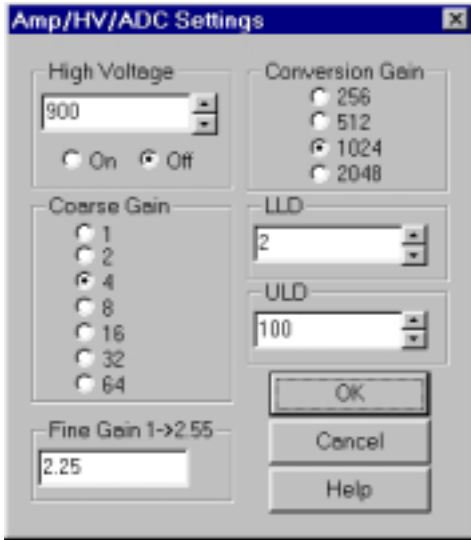 Amp/HV/ADC Settings
High Voltage
900
On
Off
Coarse Gain
1
2
4
8
16
32
64
Fine Gain 1->2.55
2.25
Conversion Gain
256
512
1024
2048
LLD
2
ULD
100
OK
Cancel
Help